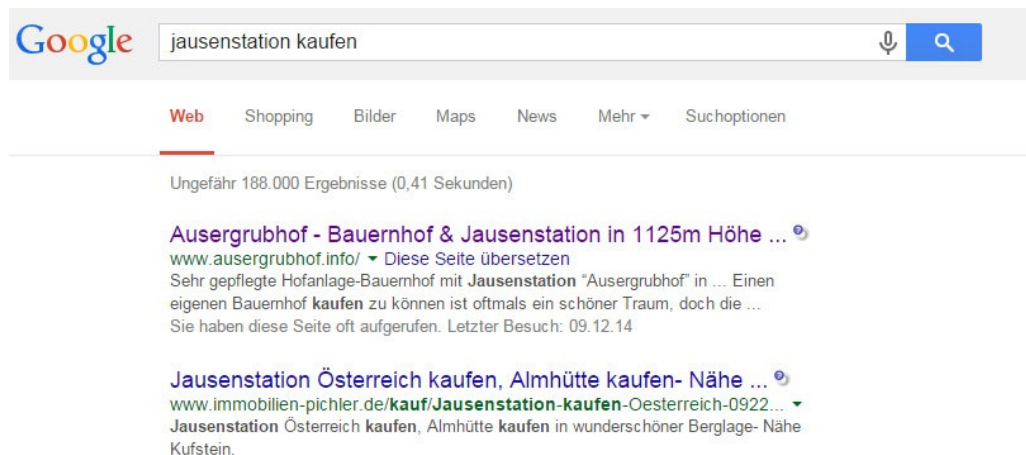 Google jausenstation kaufen
Web Shopping Bilder Maps News Mehr Suchoptionen
Ungefähr 188.000 Ergebnisse (0,41 Sekunden)
Ausergrubhof - Bauernhof & Jausenstation in 1125m Höhe ...
www.ausergrubhof.info/ Diese Seite übersetzen
Sehr gepflegte Hofanlage-Bauernhof mit Jausenstation “Ausergrubhof” in ... Einen
eigenen Bauernhof kaufen zu können ist oftmals ein schöner Traum, doch die ...
Sie haben diese Seite oft aufgerufen. Letzter Besuch: 09.12.14
Jausenstation Österreich kaufen, Almhütte kaufen- Nähe ...
www.immobilien-pichler.de/kauf/Jausenstation-kaufen-Oesterreich-0922...
Jausenstation Österreich kaufen, Almhütte kaufen in wunderschöner Berglage- Nähe
Kufstein.